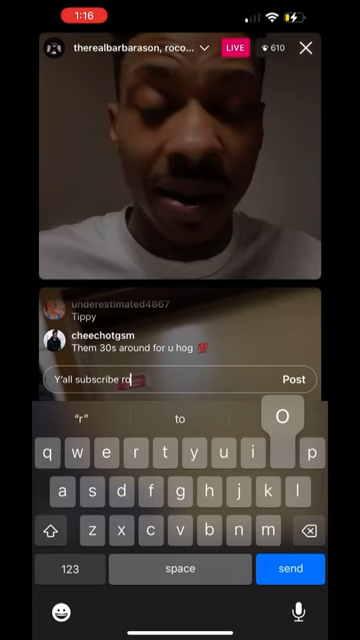 1:16
therealbarbarason, roco...
LIVE
610
underestimated4867
Tippy
cheechotgsm
Them 30s around for u hog 💯
Y'all subscribe ro
Post
"r"
to
O
q w e r t y u i p
a s d f g h j k l
z x c v b n m
123
space
send